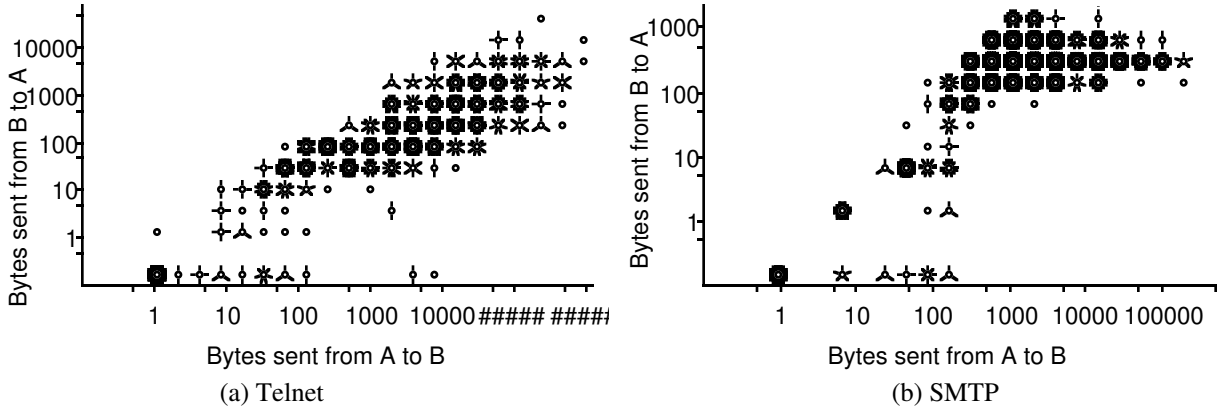 Bytes sent from B to A
10000
1000
100
10
1
1 10 100 1000 10000 ##### #####
Bytes sent from A to B
(a) Telnet
Bytes sent from B to A
1000
100
10
1
1 10 100 1000 10000 100000
Bytes sent from A to B
(b) SMTP